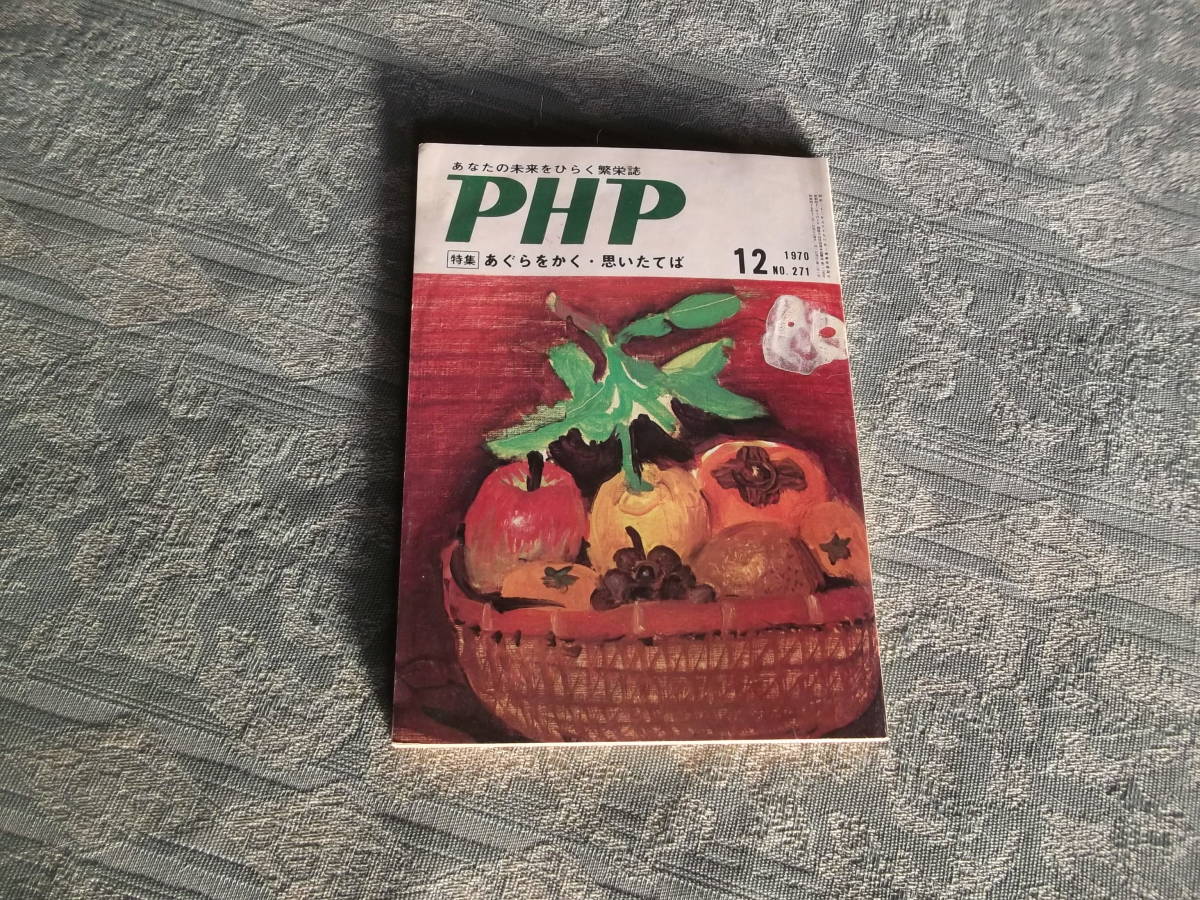 あなたの未来をひらく繁栄誌
PHP
特集 あぐらをかく・思いたてば
12 1970
NO. 271